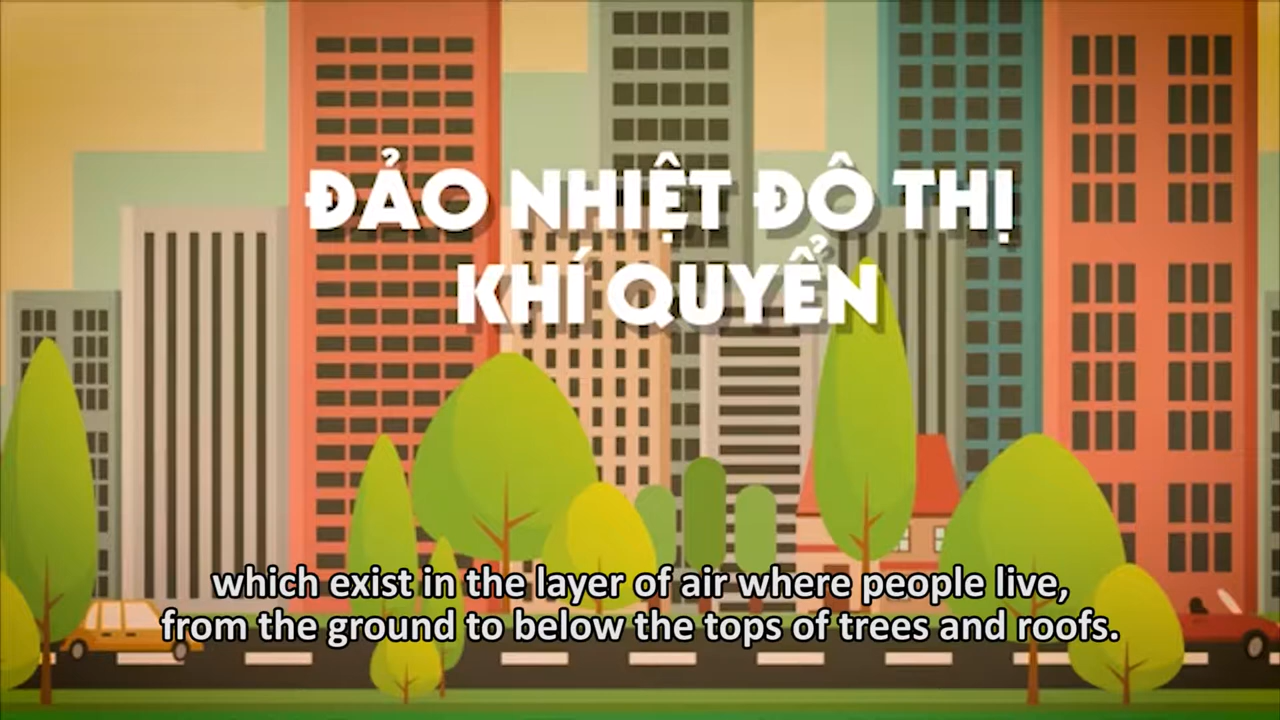 ĐẢO NHIỆT ĐÔ THỊ
KHÍ QUYỂN
which exist in the layer of air where people live,
from the ground to below the tops of trees and roofs.